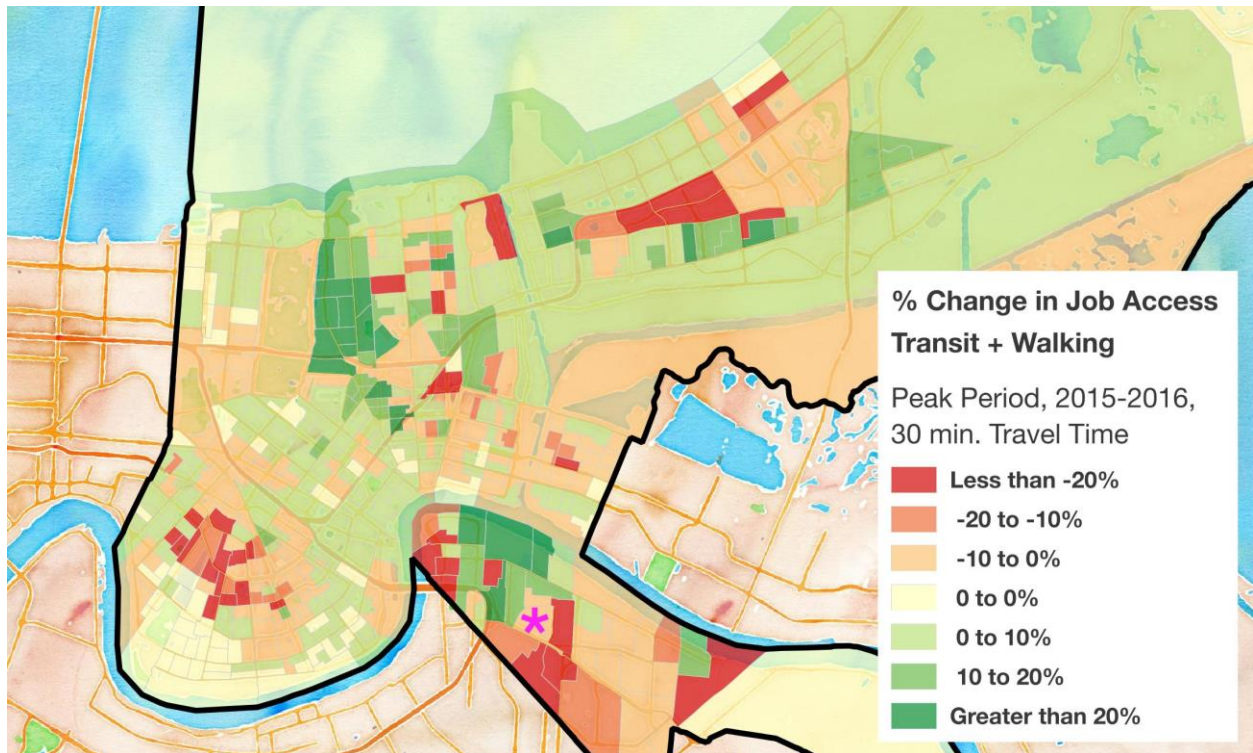 % Change in Job Access
Transit + Walking
Peak Period, 2015-2016,
30 min. Travel Time
Less than -20%
-20 to -10%
-10 to 0%
0 to 0%
0 to 10%
10 to 20%
Greater than 20%
*